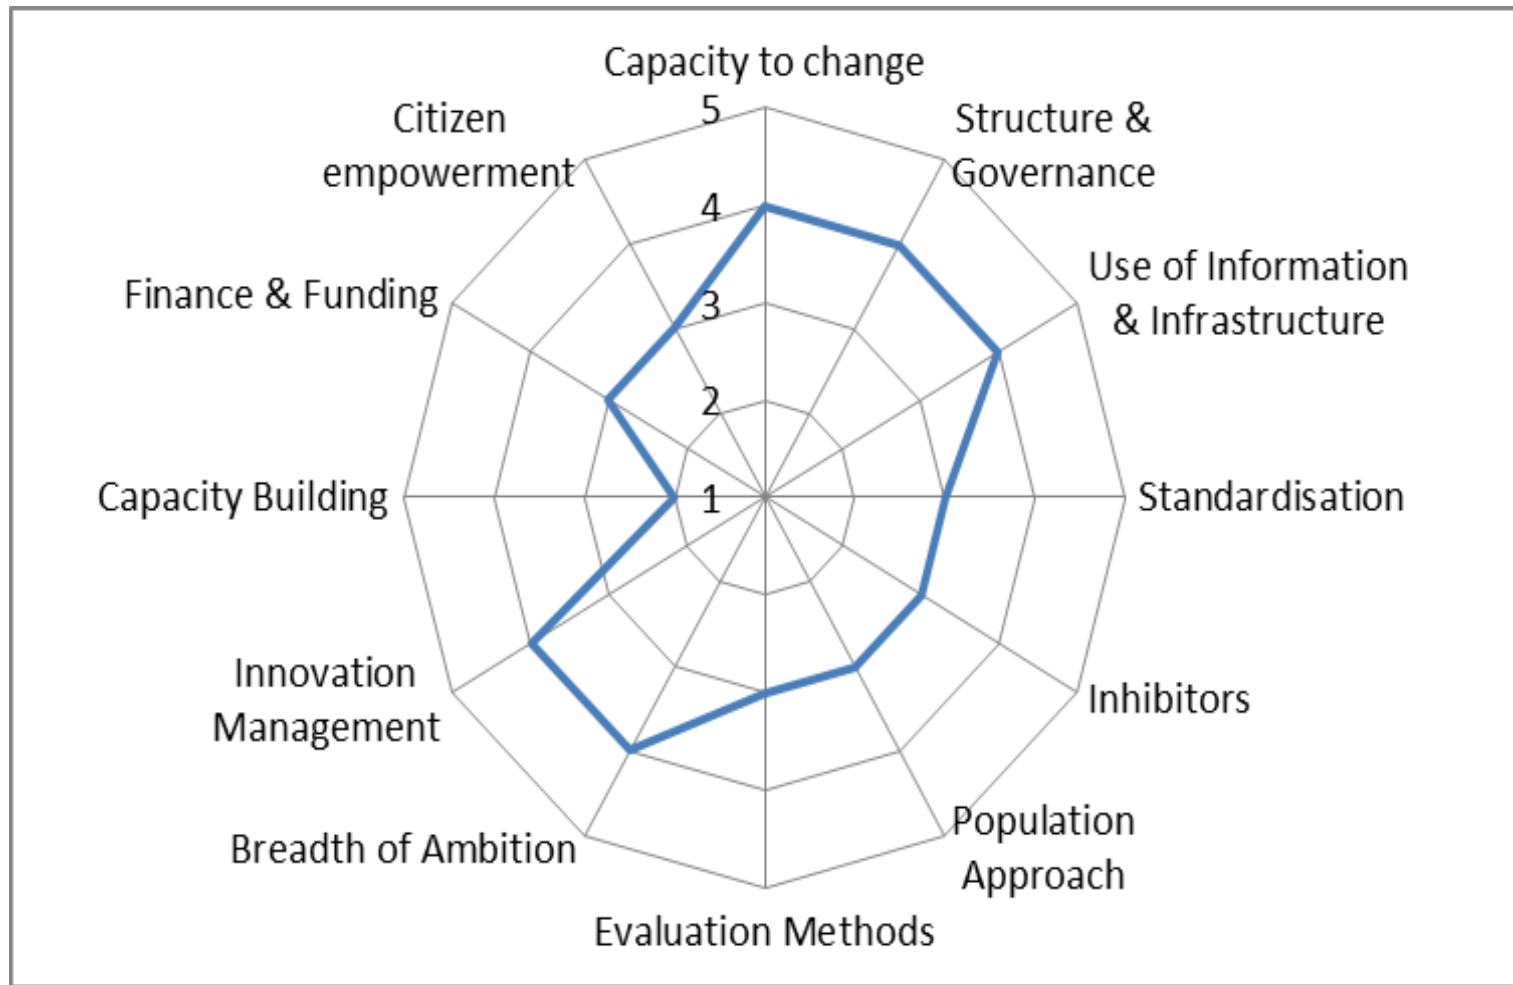 Capacity to change
Structure &
Governance
Use of Information
& Infrastructure
Standardisation
Inhibitors
Population
Approach
Evaluation Methods
Breadth of Ambition
Innovation
Management
Capacity Building
Finance & Funding
Citizen
empowerment
5
4
3
2
1